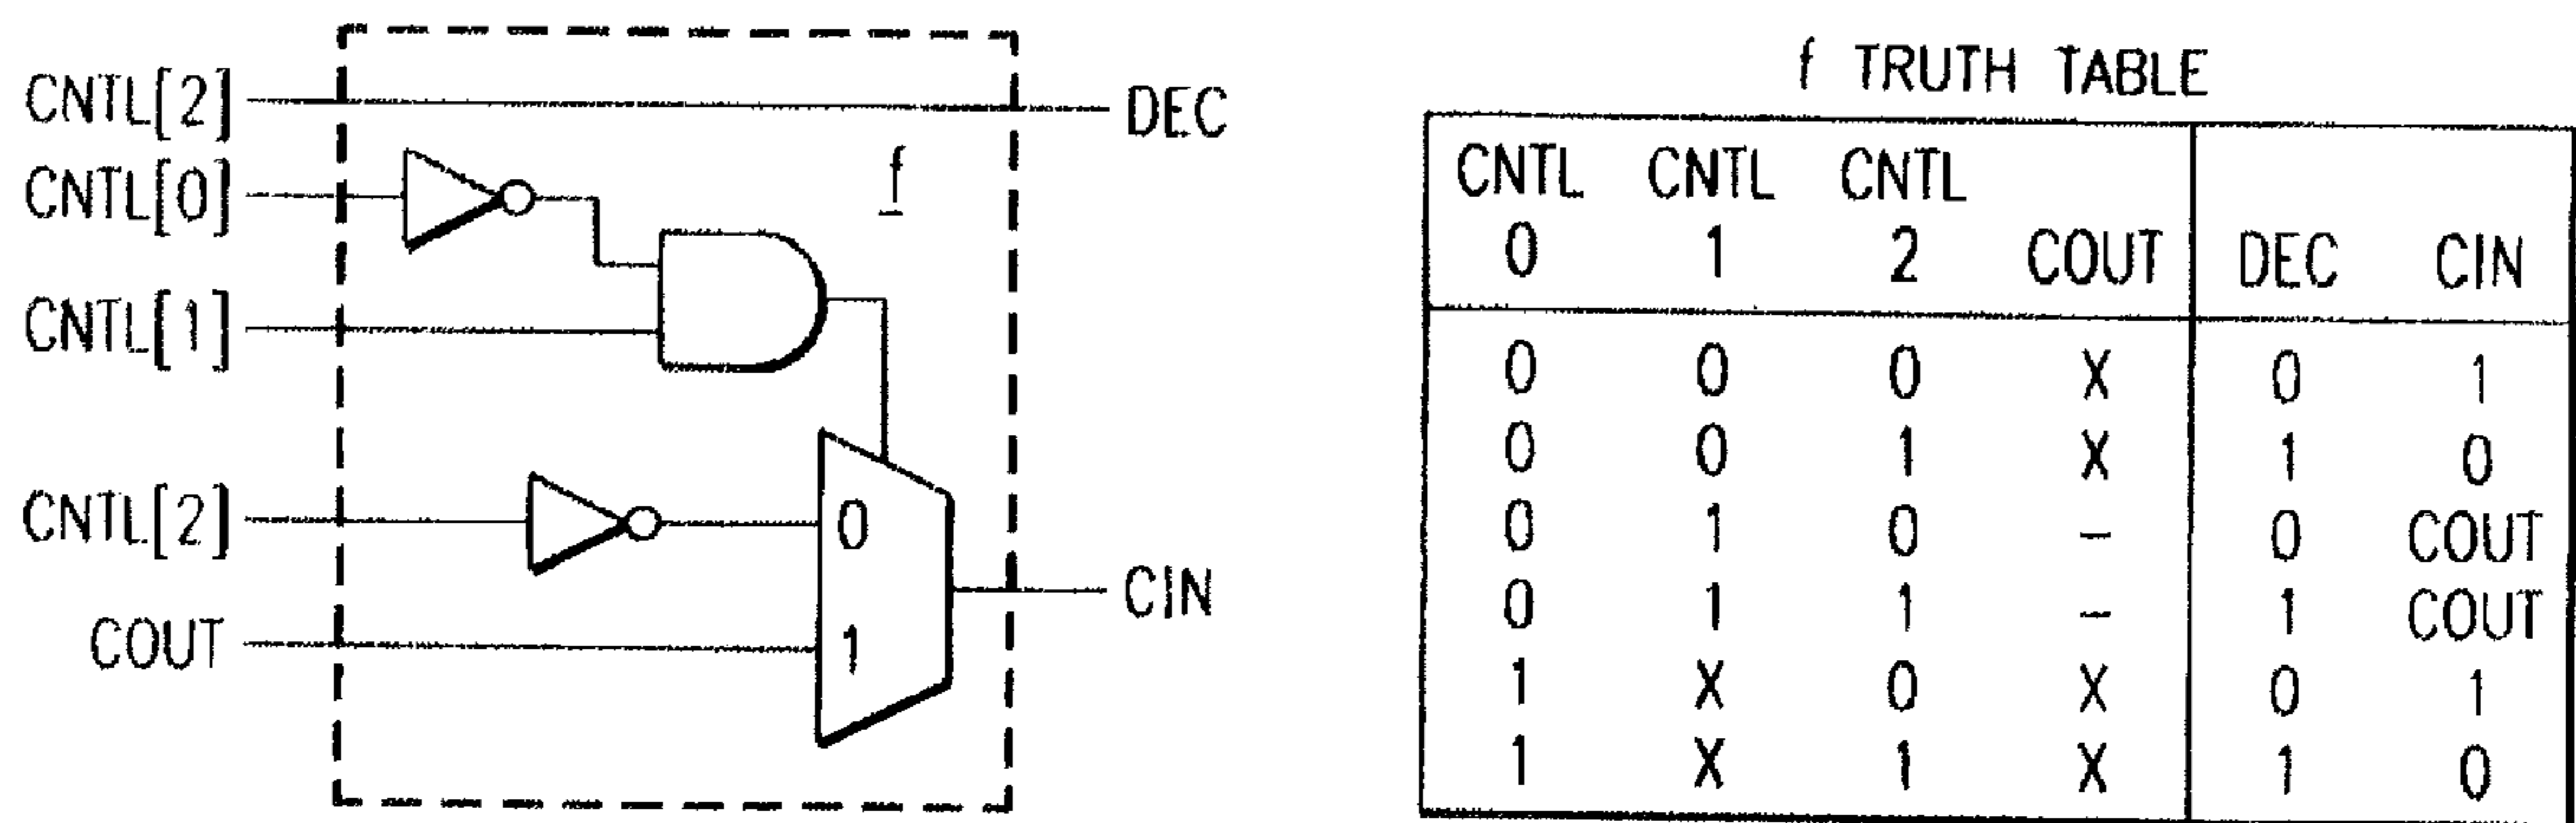 CNTL[2]
DEC
CNTL[0]
f
CNTL[1]
CNTL[2]
0
CIN
COUT
1
f TRUTH TABLE
CNTL CNTL CNTL
0 1 2 COUT DEC CIN
0 0 0 X 0 1
0 0 1 X 1 0
0 1 0 – 0 COUT
0 1 1 – 1 COUT
1 X 0 X 0 1
1 X 1 X 1 0